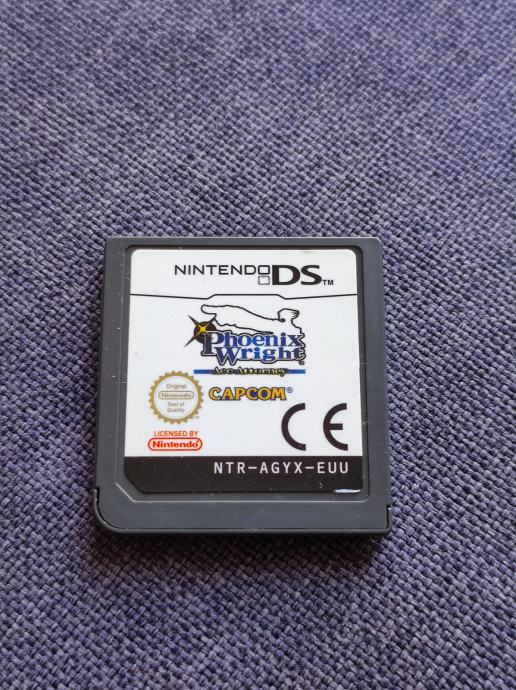 NINTENDO DS TM
Phoenix
Wright
Ace Attorney
CAPCOM®
Original
Nintendo
Seal of
Quality
CE
LICENSED BY
Nintendo®
NTR-AGYX-EUU